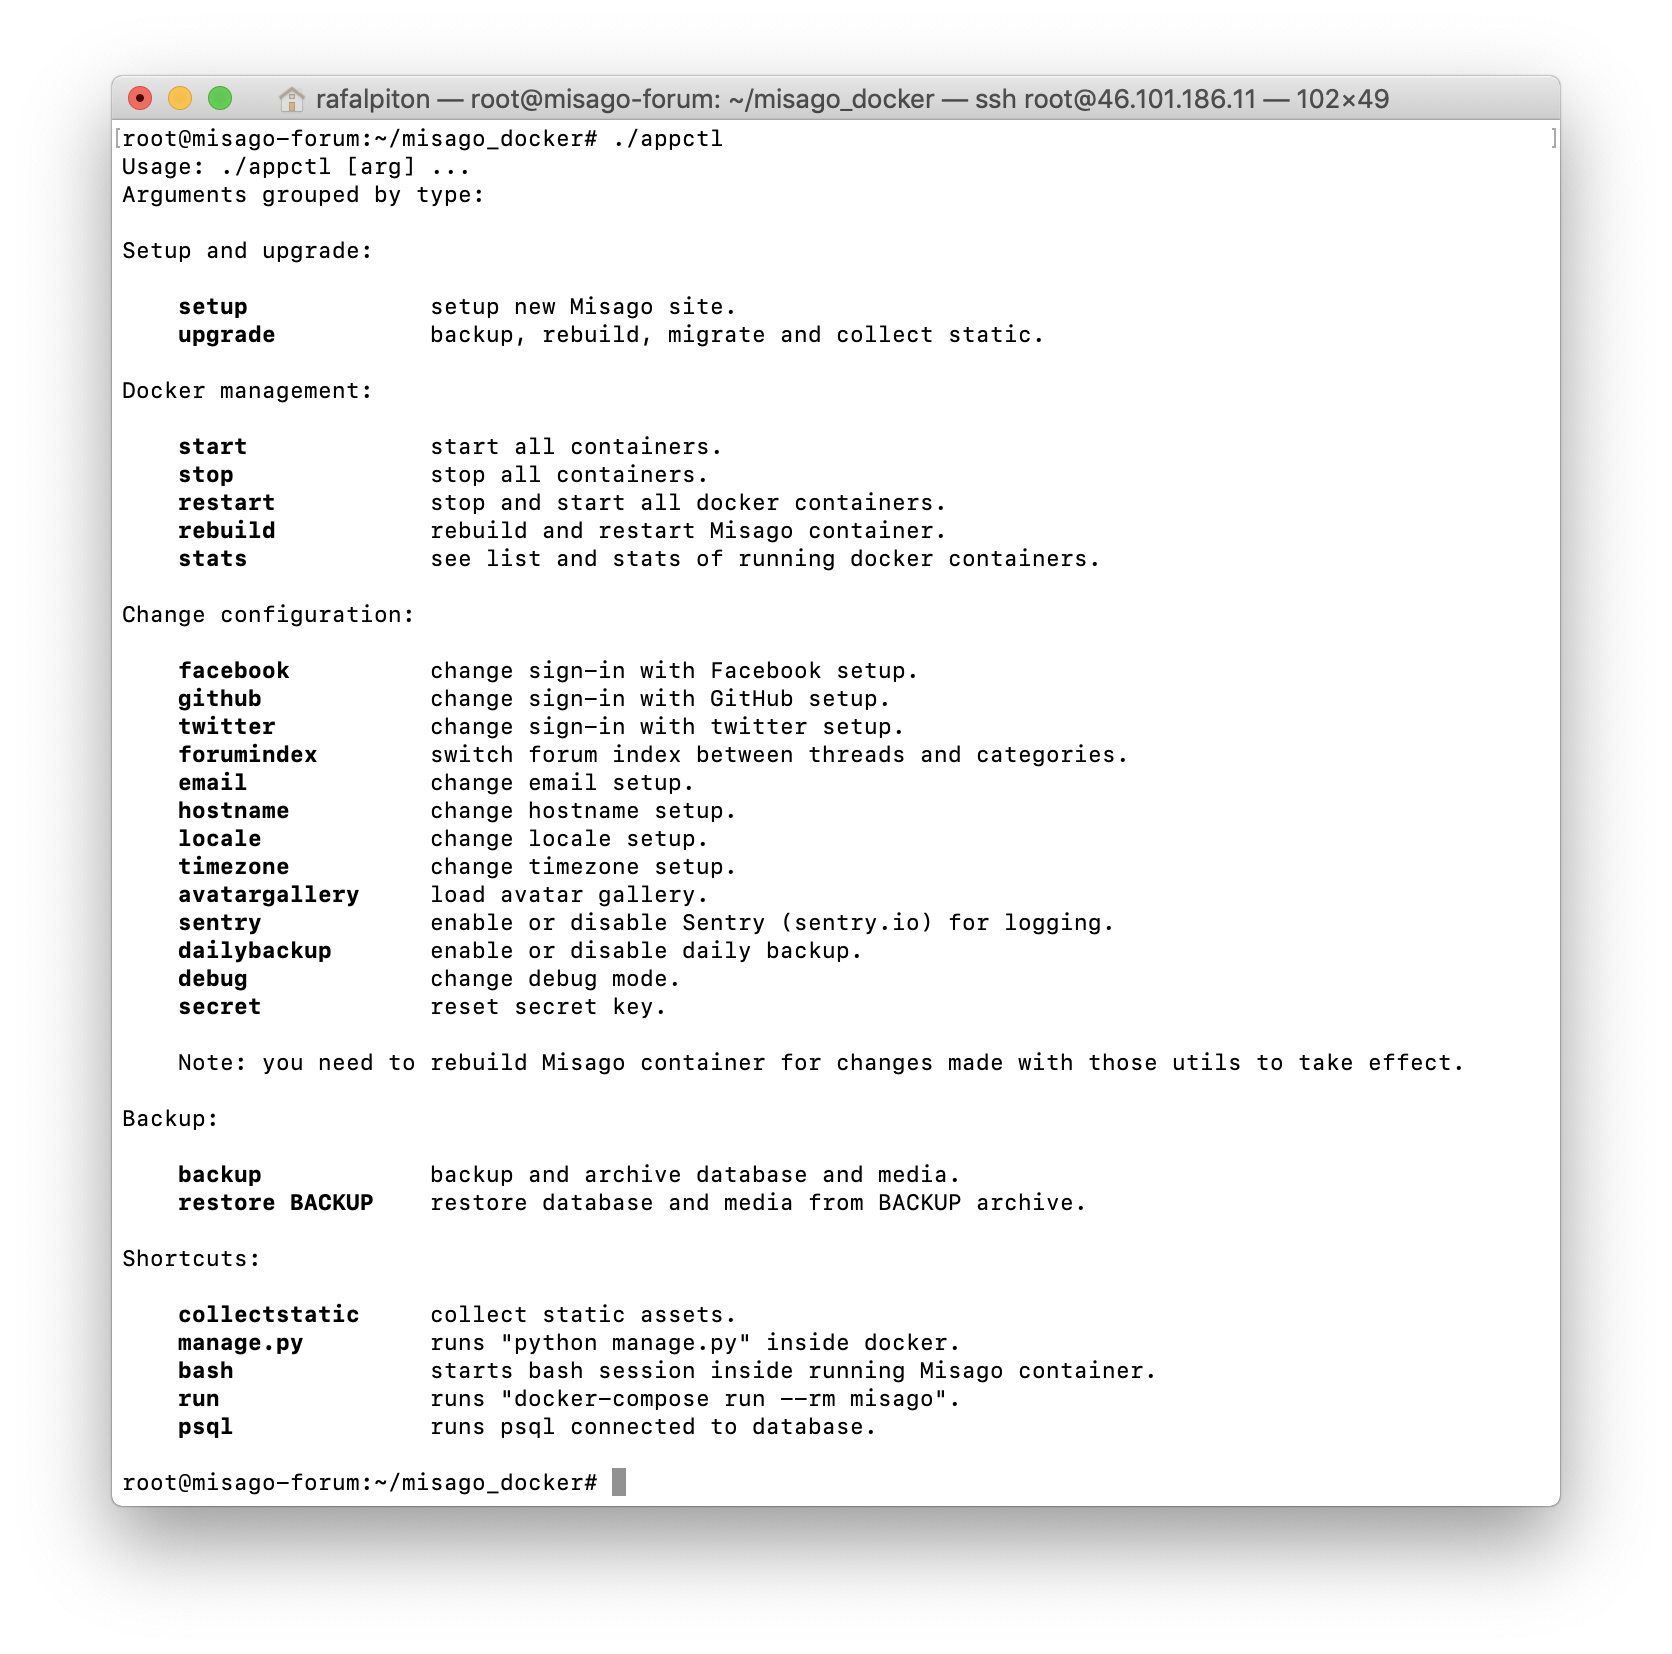 rafalpiton — root@misago-forum: ~/misago_docker — ssh root@46.101.186.11 — 102×49
[root@misago-forum:~/misago_docker# ./appctl ]
Usage: ./appctl [arg] ...
Arguments grouped by type:
Setup and upgrade:
setup setup new Misago site.
upgrade backup, rebuild, migrate and collect static.
Docker management:
start start all containers.
stop stop all containers.
restart stop and start all docker containers.
rebuild rebuild and restart Misago container.
stats see list and stats of running docker containers.
Change configuration:
facebook change sign-in with Facebook setup.
github change sign-in with GitHub setup.
twitter change sign-in with twitter setup.
forumindex switch forum index between threads and categories.
email change email setup.
hostname change hostname setup.
locale change locale setup.
timezone change timezone setup.
avatargallery load avatar gallery.
sentry enable or disable Sentry (sentry.io) for logging.
dailybackup enable or disable daily backup.
debug change debug mode.
secret reset secret key.
Note: you need to rebuild Misago container for changes made with those utils to take effect.
Backup:
backup backup and archive database and media.
restore BACKUP restore database and media from BACKUP archive.
Shortcuts:
collectstatic collect static assets.
manage.py runs "python manage.py" inside docker.
bash starts bash session inside running Misago container.
run runs "docker-compose run --rm misago".
psql runs psql connected to database.
root@misago-forum:~/misago_docker#